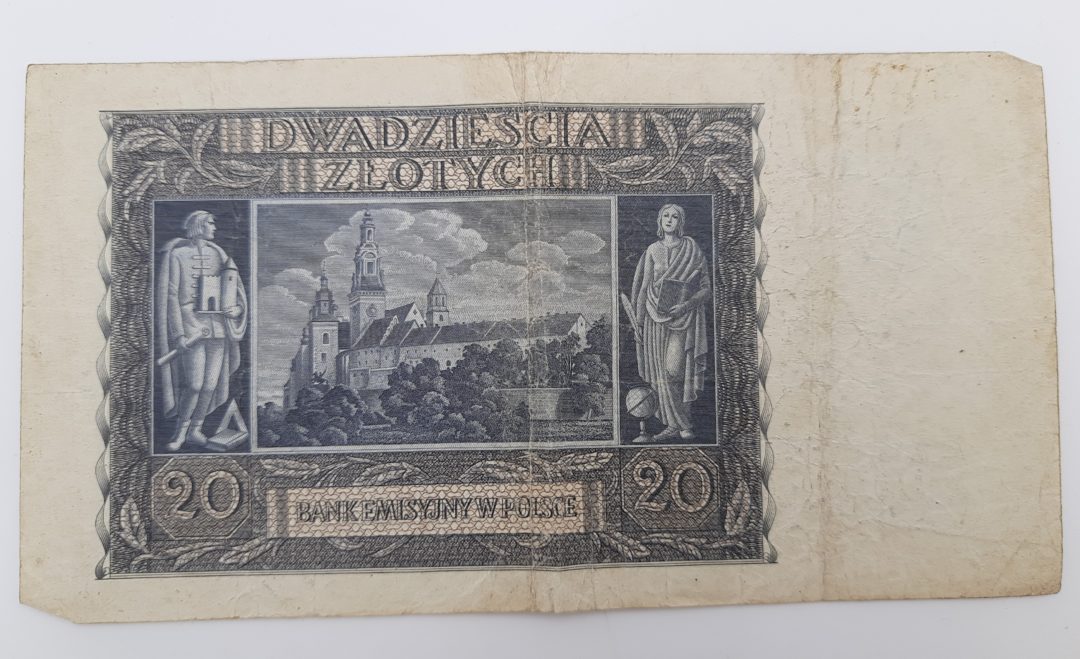 DWADZIEŚCIA
ZŁOTYCH
20
BANK EMISYJNY W POLSCE
20